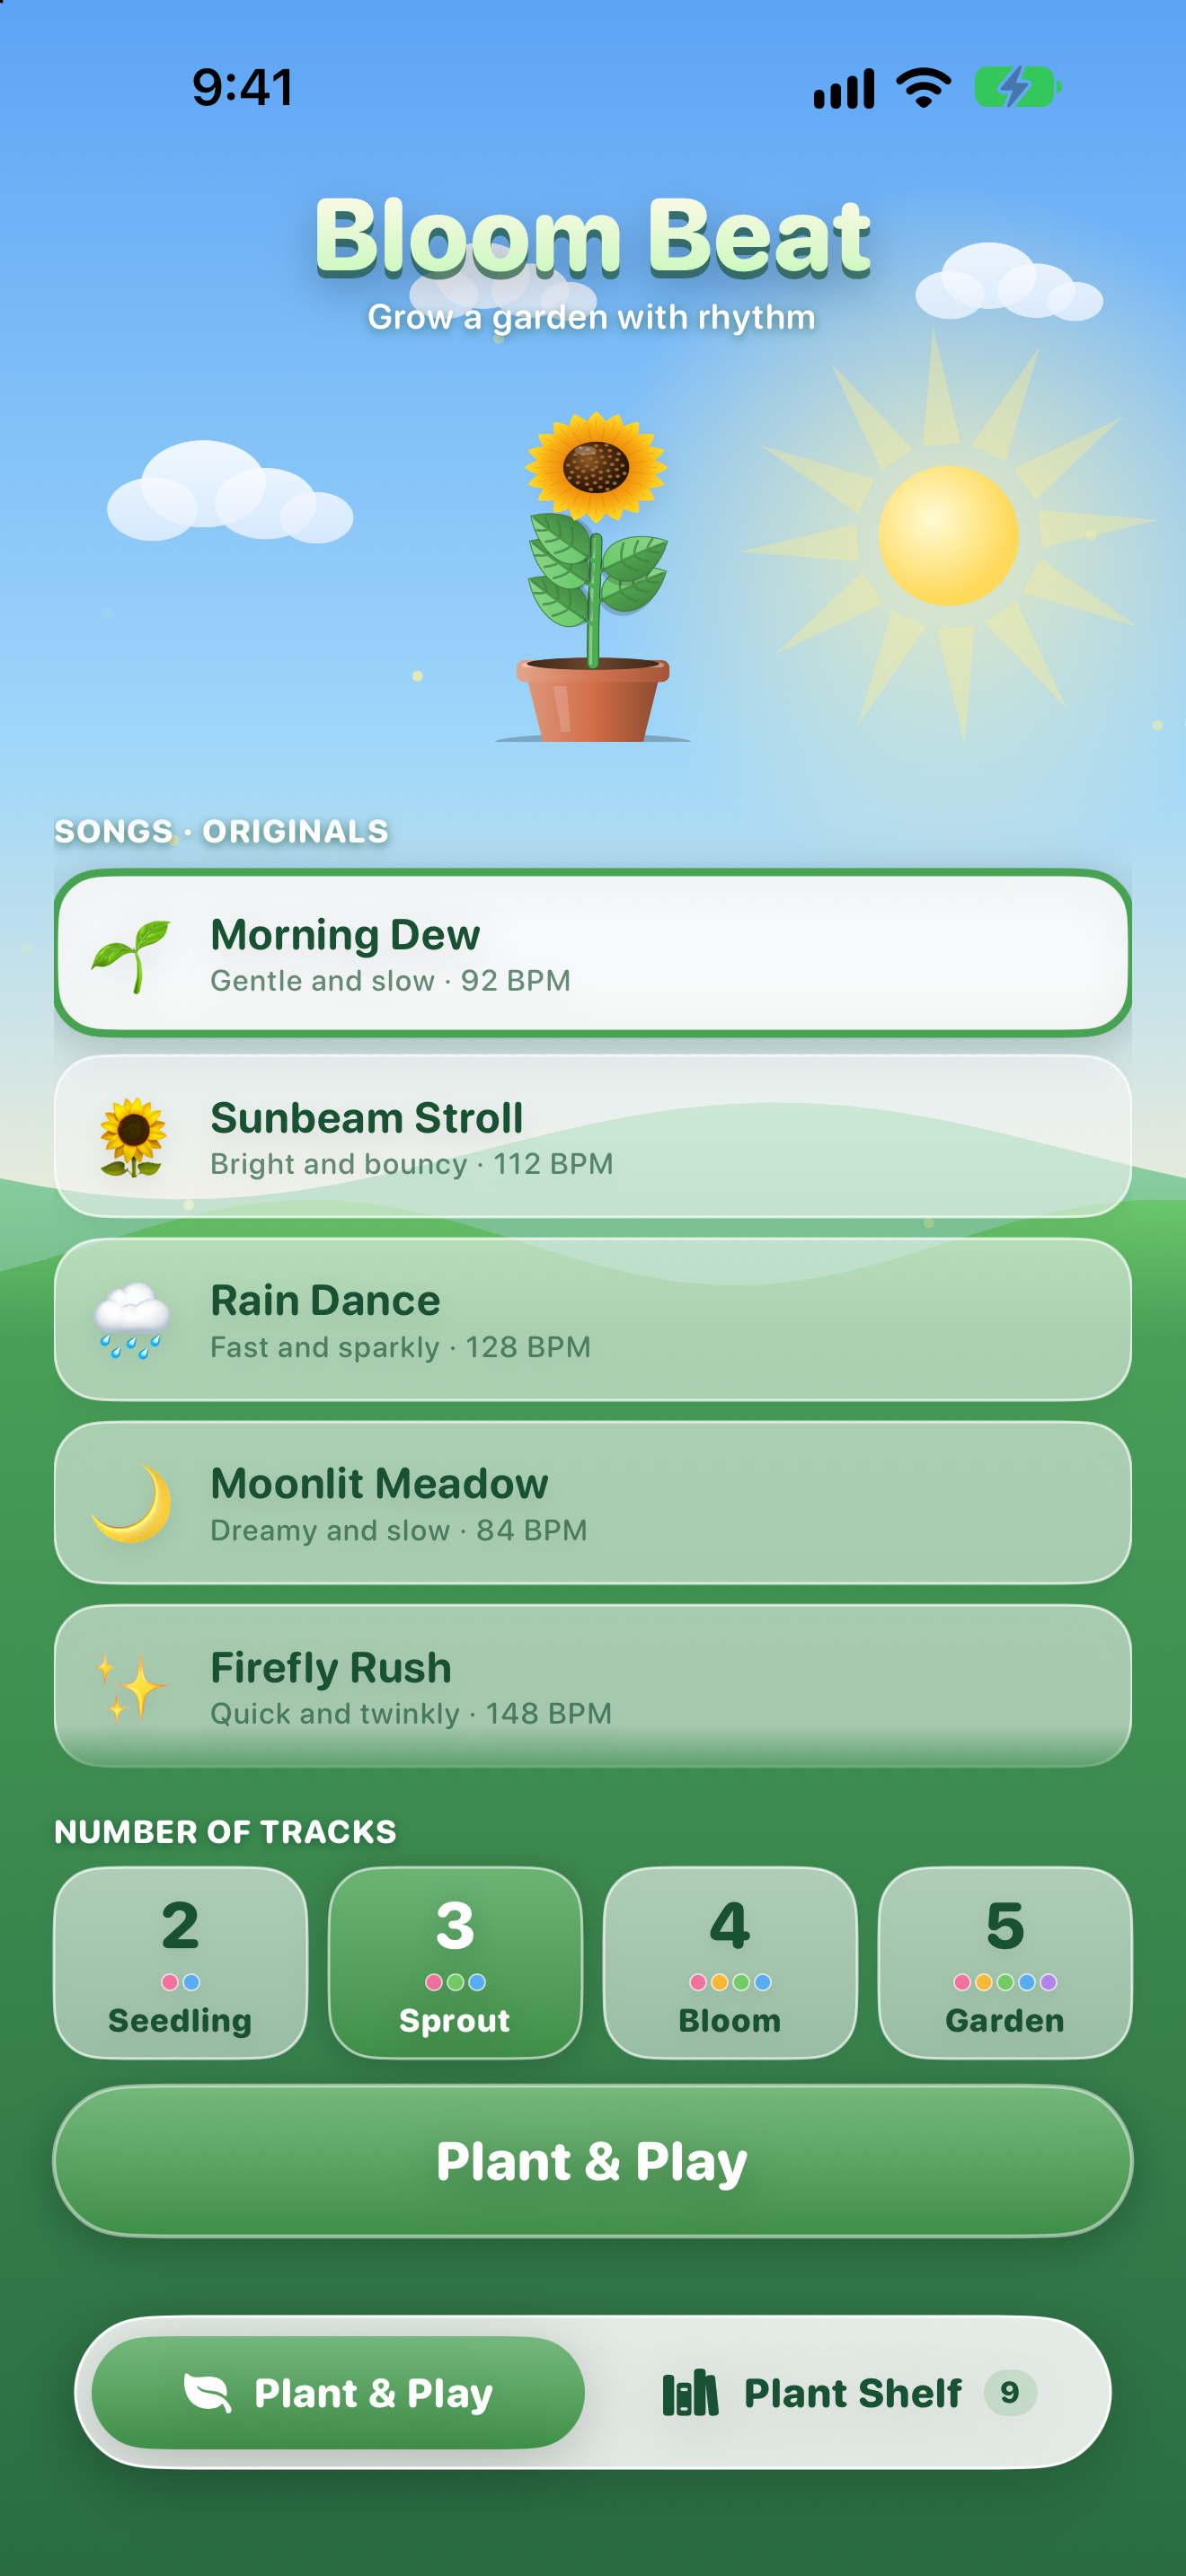 9:41
Bloom Beat
Grow a garden with rhythm
SONGS · ORIGINALS
Morning Dew
Gentle and slow · 92 BPM
Sunbeam Stroll
Bright and bouncy · 112 BPM
Rain Dance
Fast and sparkly · 128 BPM
Moonlit Meadow
Dreamy and slow · 84 BPM
Firefly Rush
Quick and twinkly · 148 BPM
NUMBER OF TRACKS
2 3 4 5
Seedling Sprout Bloom Garden
Plant & Play
Plant & Play Plant Shelf 9